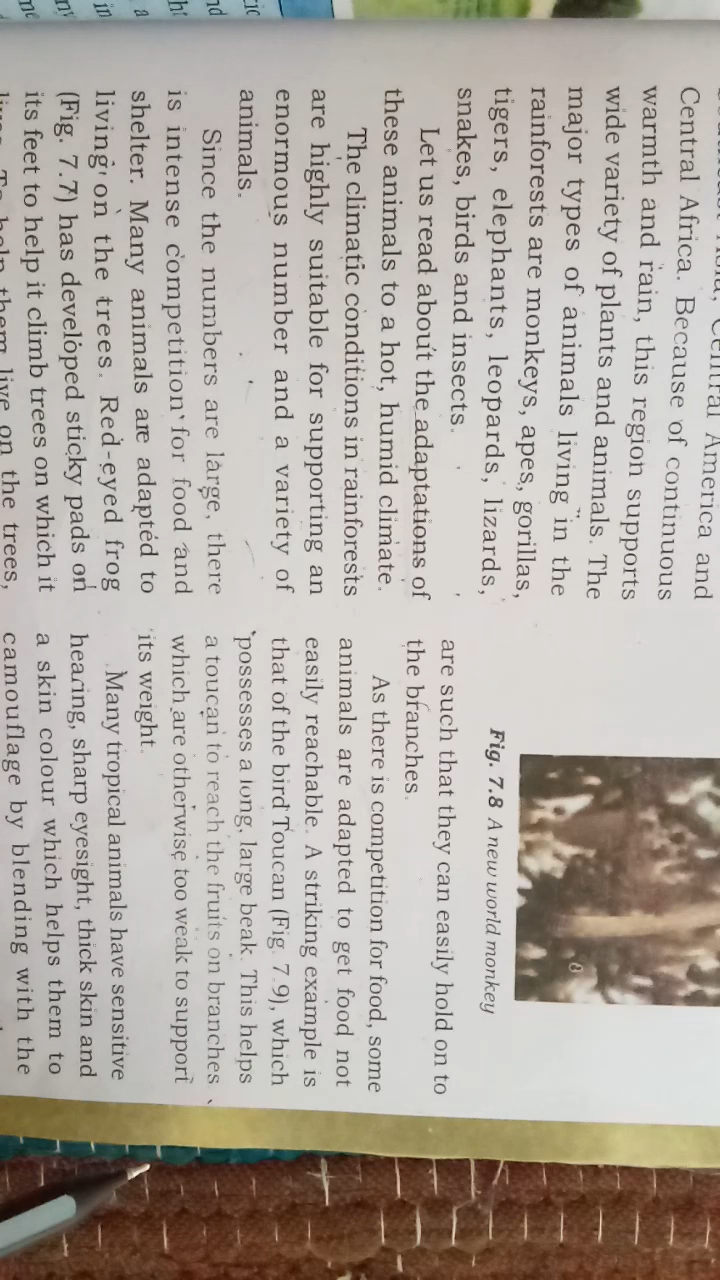 Central America and
Central Africa. Because of continuous
warmth and rain, this region supports
wide variety of plants and animals. The
major types of animals living in the
rainforests are monkeys, apes, gorillas,
tigers, elephants, leopards, lizards,
snakes, birds and insects.
Let us read about the adaptations of
these animals to a hot, humid climate.
The climatic conditions in rainforests
are highly suitable for supporting an
enormous number and a variety of
animals.
Since the numbers are large, there
is intense competition for food and
shelter. Many animals are adapted to
living on the trees. Red-eyed frog
(Fig. 7.7) has developed sticky pads on
its feet to help it climb trees on which it
To help them live on the trees,
Fig. 7.8 A new world monkey
are such that they can easily hold on to
the branches.
As there is competition for food, some
animals are adapted to get food not
easily reachable. A striking example is
that of the bird Toucan (Fig. 7.9), which
possesses a long, large beak. This helps
a toucan to reach the fruits on branches
which are otherwise too weak to support
its weight.
Many tropical animals have sensitive
hearing, sharp eyesight, thick skin and
a skin colour which helps them to
camouflage by blending with the